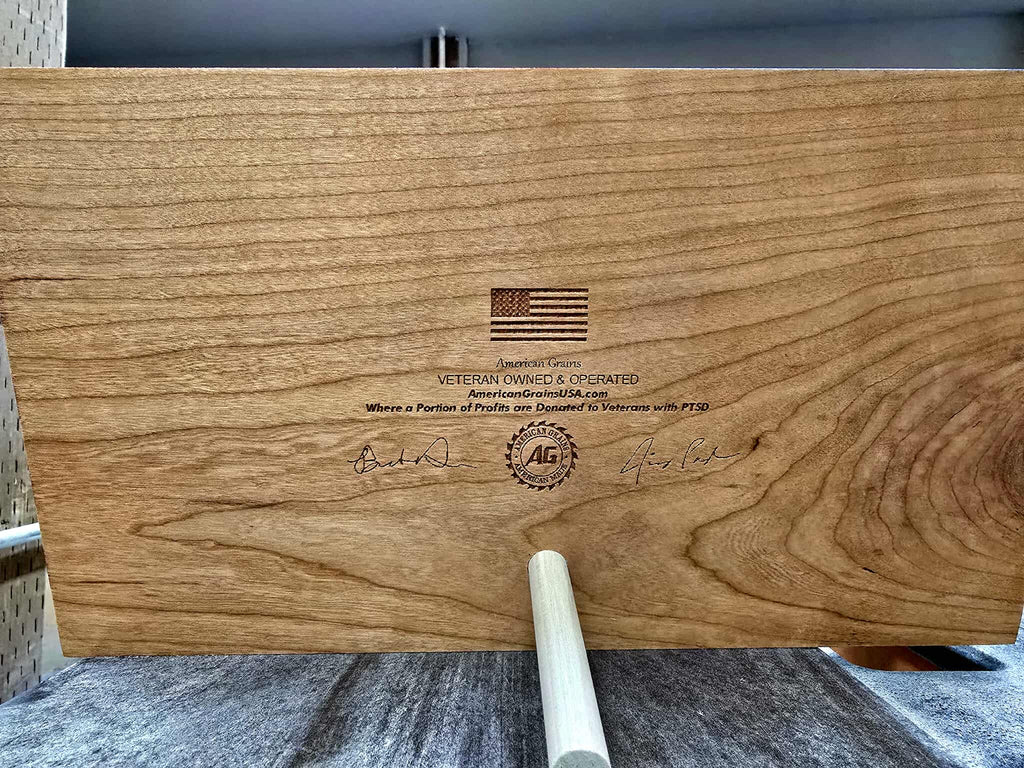 American Grains
VETERAN OWNED & OPERATED
AmericanGrainsUSA.com
Where a Portion of Profits are Donated to Veterans with PTSD
AMERICAN GRAINS
AG
AMERICAN MADE